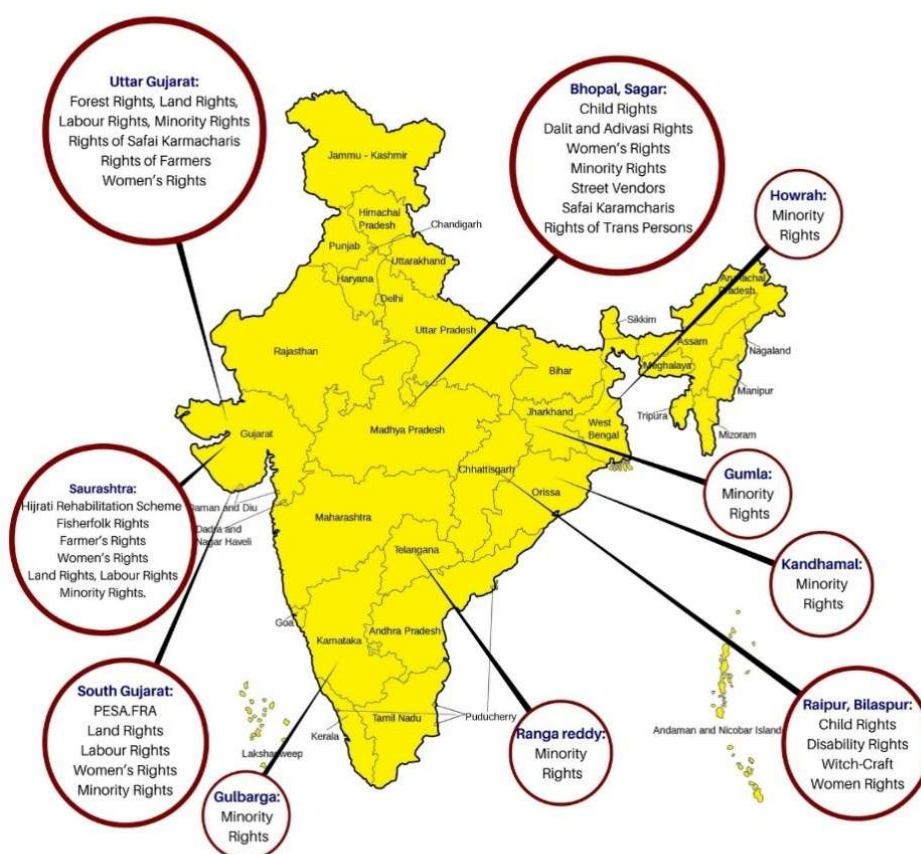 Uttar Gujarat:
Forest Rights, Land Rights,
Labour Rights, Minority Rights
Rights of Safai Karmacharis
Rights of Farmers
Women's Rights
Bhopal, Sagar:
Child Rights
Dalit and Adivasi Rights
Women's Rights
Minority Rights
Street Vendors
Safai Karamcharis
Rights of Trans Persons
Howrah:
Minority
Rights
Jammu - Kashmir
Himachal
Pradesh
Chandigarh
Punjab
Uttarakhand
Haryana
Delhi
Arunachal
Pradesh
Sikkim
Uttar Pradesh
Assam
Rajasthan
Nagaland
Meghalaya
Bihar
Manipur
Jharkhand
Tripura
West
Bengal
Gujarat
Madhya Pradesh
Mizoram
Chhattisgarh
Saurashtra:
Hijrati Rehabilitation Scheme
Fisherfolk Rights
Farmer's Rights
Women's Rights
Land Rights, Labour Rights
Minority Rights.
Daman and Diu
Dadra and
Nagar Haveli
Maharashtra
Orissa
Gumla:
Minority
Rights
Telangana
Kandhamal:
Minority
Rights
Goa
Karnataka
Andhra Pradesh
South Gujarat:
PESA.FRA
Land Rights
Labour Rights
Women's Rights
Minority Rights
Lakshadweep
Kerala
Tamil Nadu
Puducherry
Andaman and Nicobar Island
Ranga reddy:
Minority
Rights
Raipur, Bilaspur:
Child Rights
Disability Rights
Witch-Craft
Women Rights
Gulbarga:
Minority
Rights